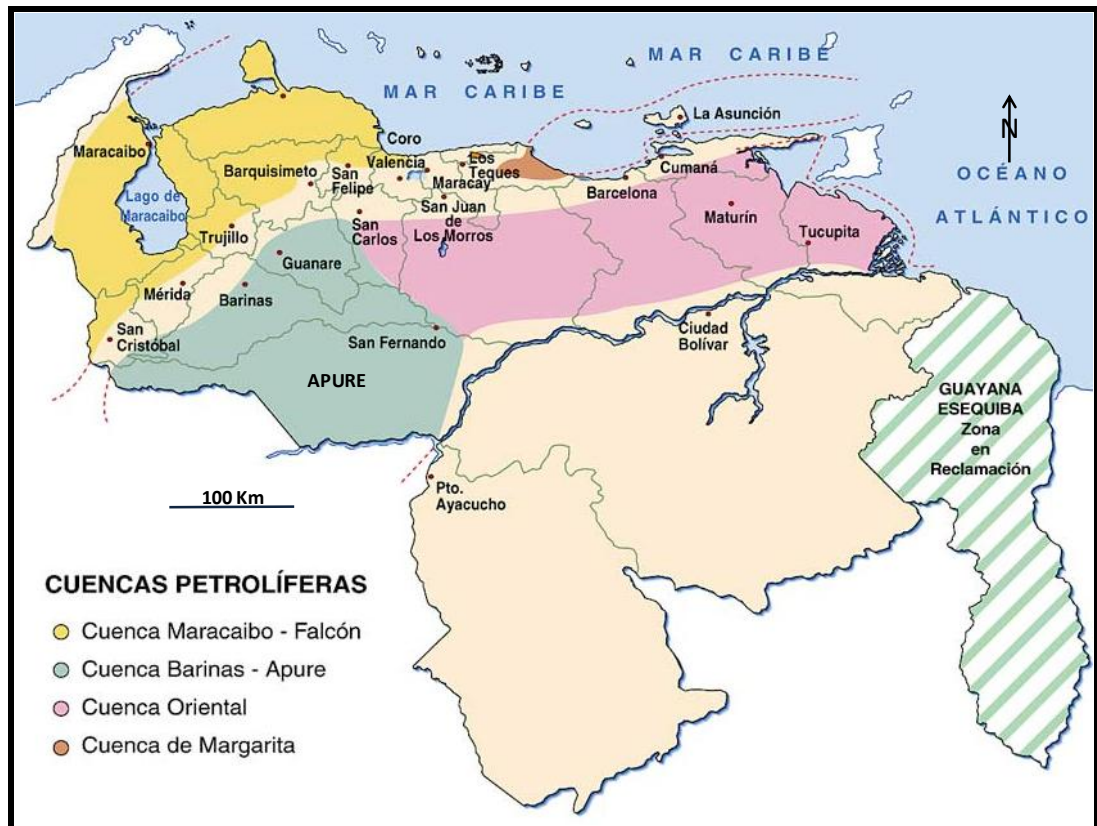 MAR CARIBE
MAR CARIBE
N
La Asunción
OCÉANO
ATLÁNTICO
Maracaibo
Coro
Barquisimeto
San
Felipe
Valencia
Los
Teques
Maracay
Cumaná
Barcelona
Lago de
Maracaibo
San Juan
de
Los Morros
Maturín
Trujillo
San
Carlos
Tucupita
Guanare
Mérida
Barinas
San
Cristóbal
San Fernando
Ciudad
Bolívar
APURE
GUAYANA
ESEQUIBA
Zona
en
Reclamación
100 Km
Pto.
Ayacucho
CUENCAS PETROLÍFERAS
Cuenca Maracaibo - Falcón
Cuenca Barinas - Apure
Cuenca Oriental
Cuenca de Margarita